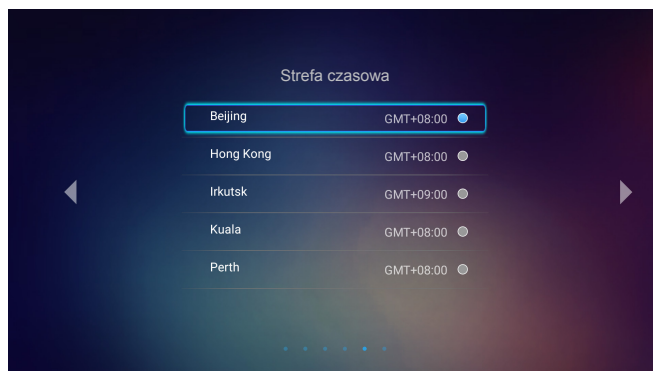 Strefa czasowa
Beijing GMT+08:00
Hong Kong GMT+08:00
Irkutsk GMT+09:00
Kuala GMT+08:00
Perth GMT+08:00